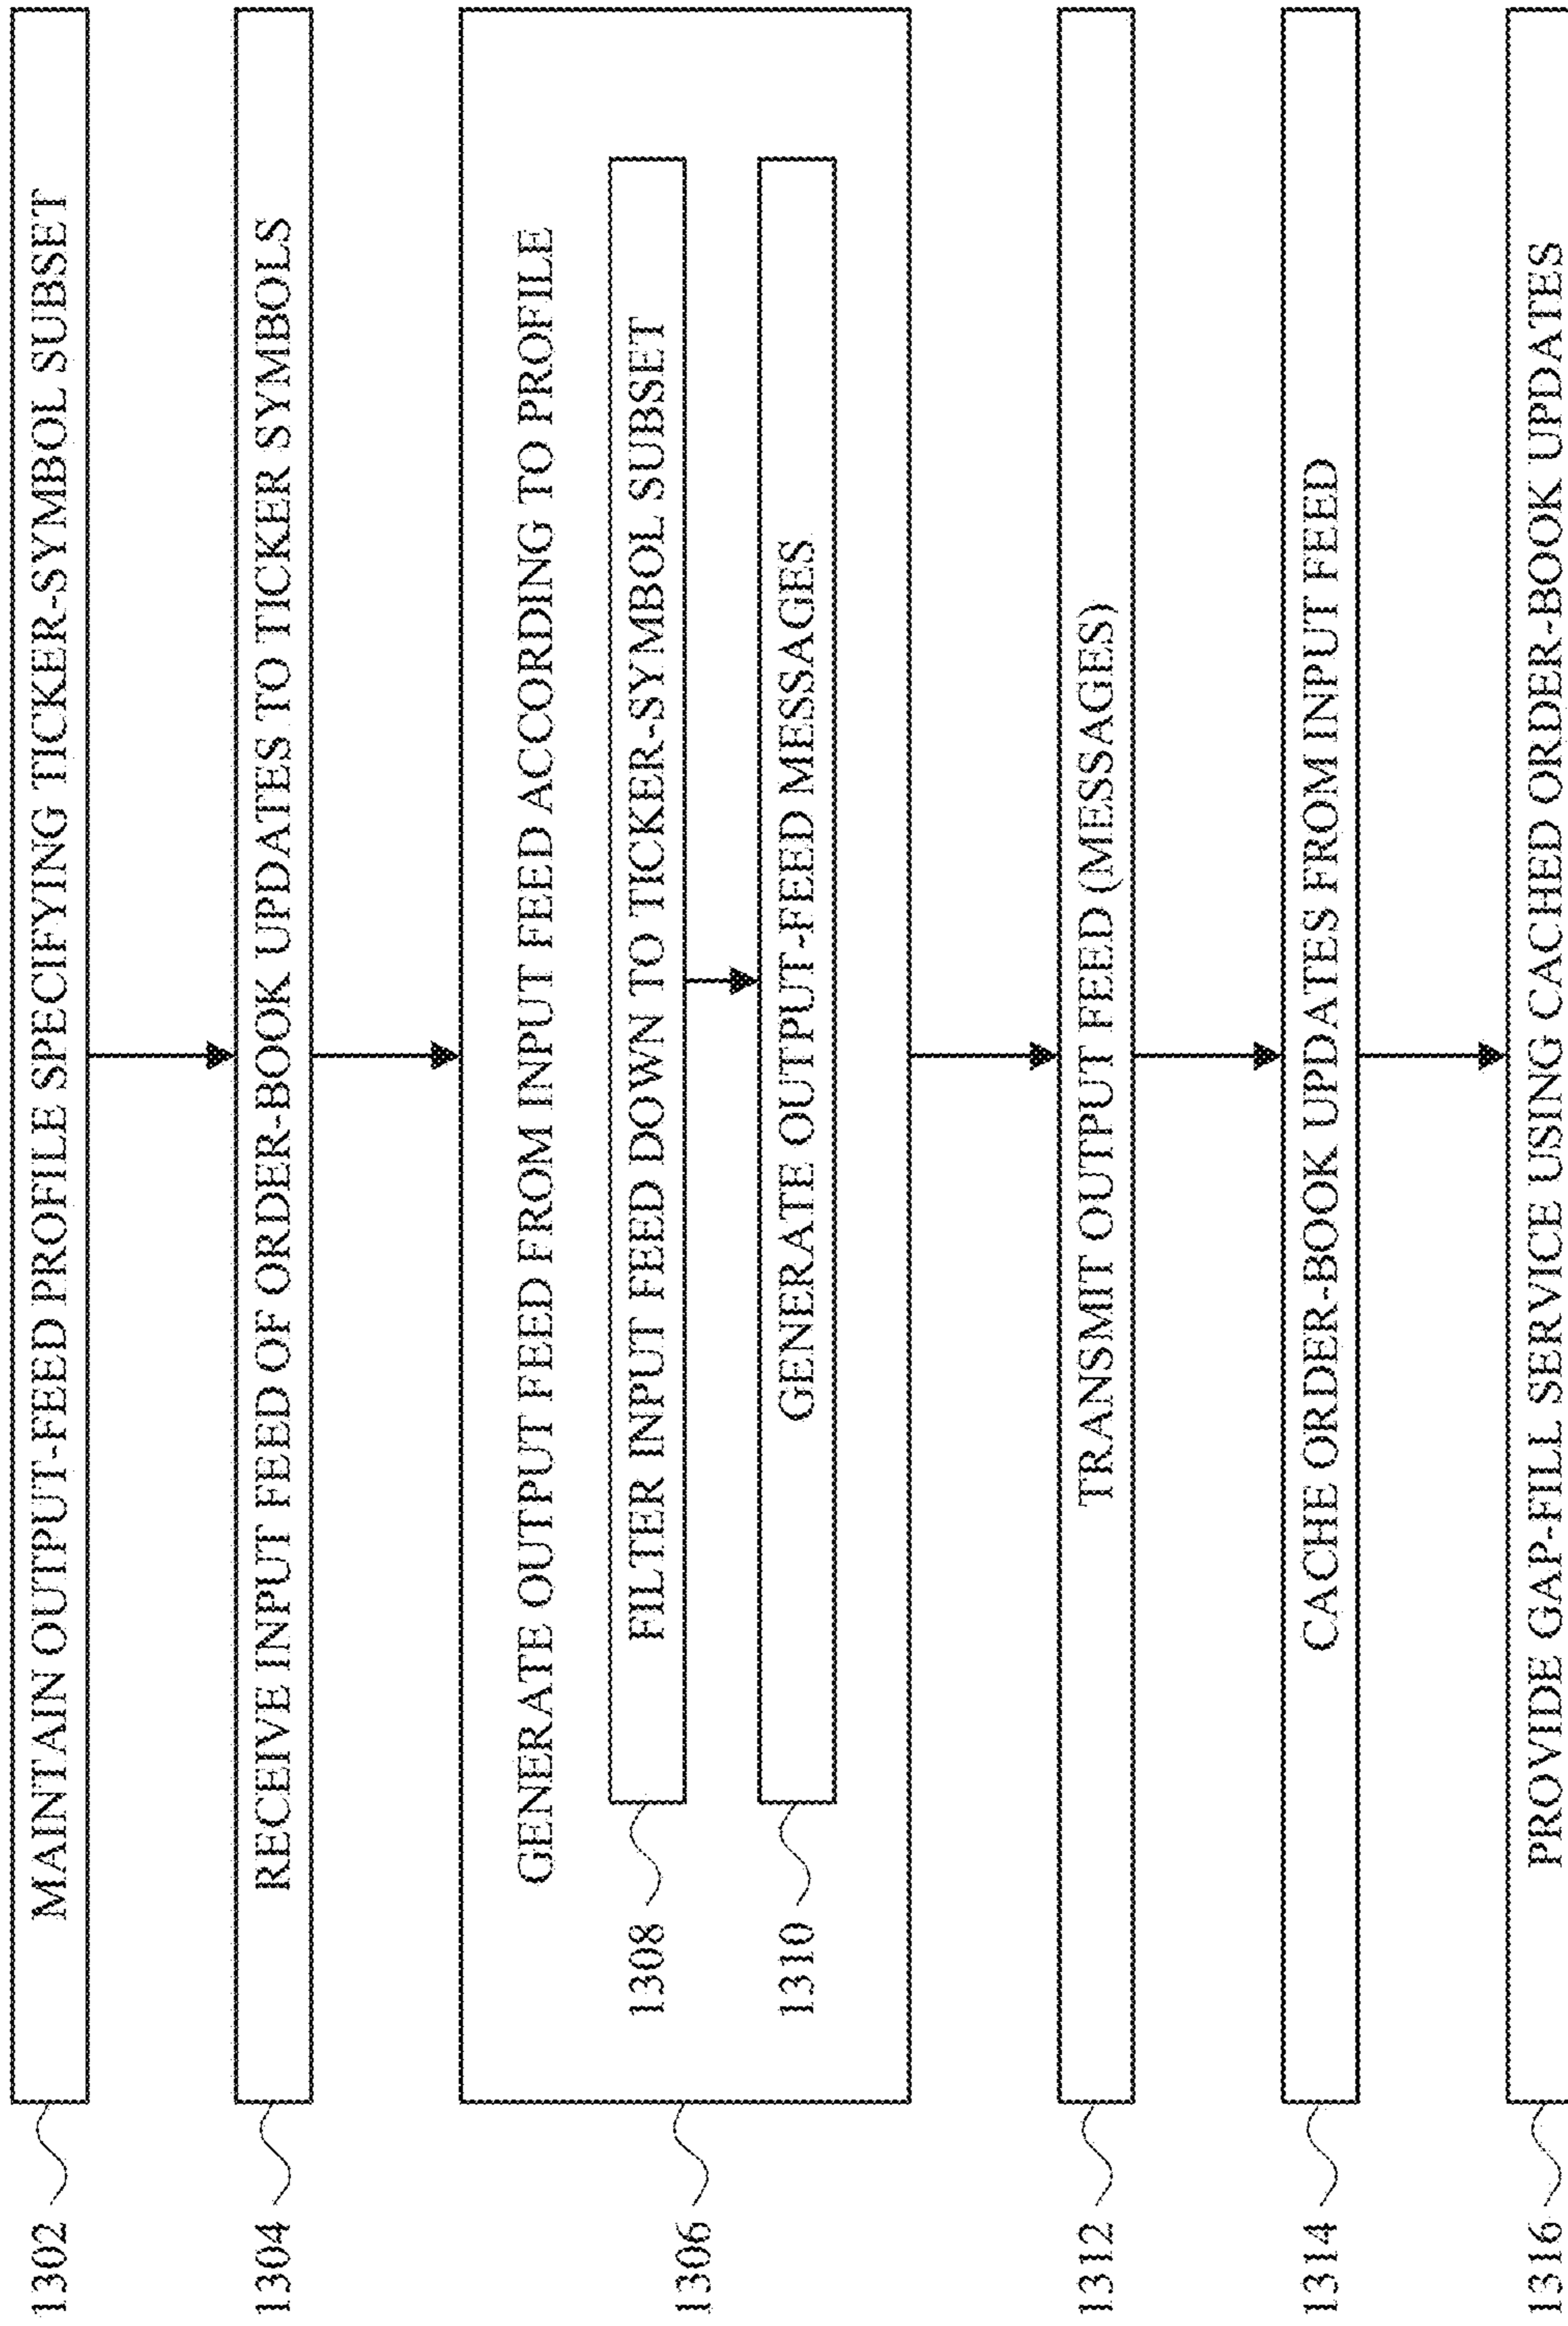 1302
MAINTAIN OUTPUT-FEED PROFILE SPECIFYING TICKER-SYMBOL SUBSET
1304
RECEIVE INPUT FEED OF ORDER-BOOK UPDATES TO TICKER SYMBOLS
1306
GENERATE OUTPUT FEED FROM INPUT FEED ACCORDING TO PROFILE
1308
FILTER INPUT FEED DOWN TO TICKER-SYMBOL SUBSET
1310
GENERATE OUTPUT-FEED MESSAGES
1312
TRANSMIT OUTPUT FEED (MESSAGES)
1314
CACHE ORDER-BOOK UPDATES FROM INPUT FEED
1316
PROVIDE GAP-FILL SERVICE USING CACHED ORDER-BOOK UPDATES